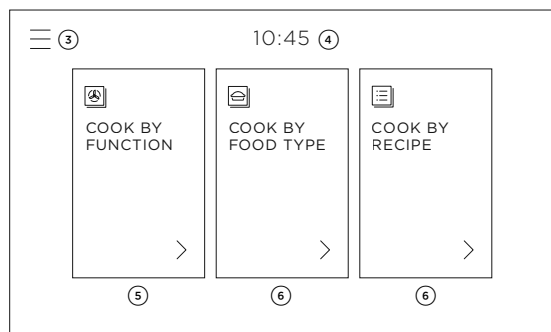 3
10:45 4
COOK BY
FUNCTION
COOK BY
FOOD TYPE
COOK BY
RECIPE
5
6
6